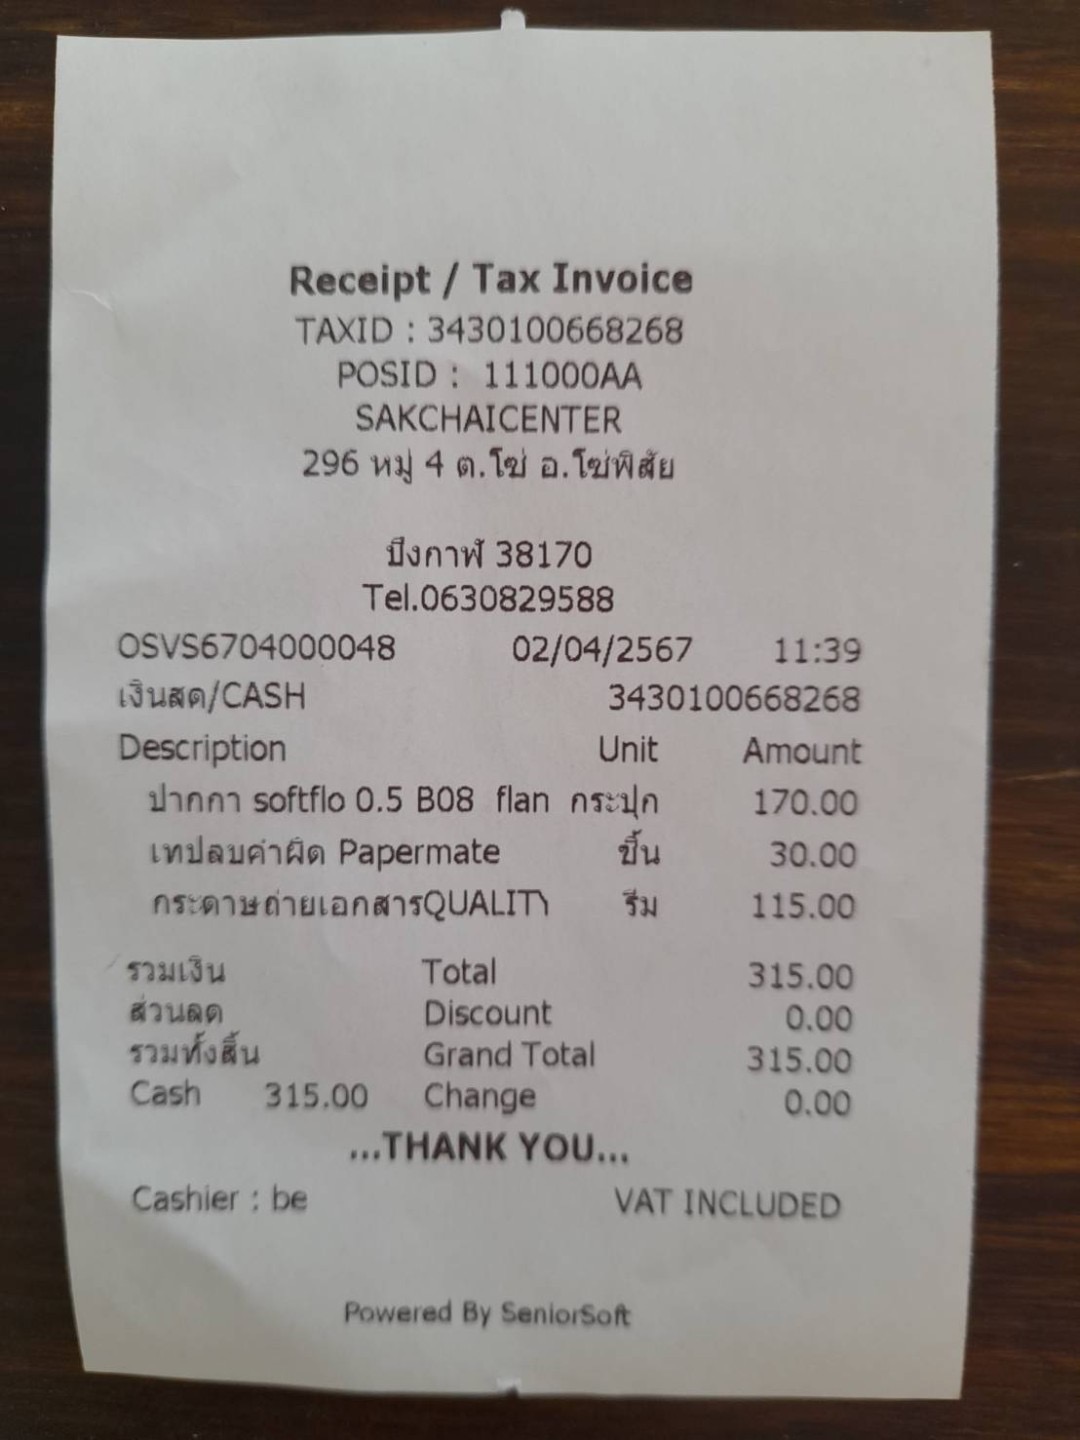 Receipt / Tax Invoice
TAXID : 3430100668268
POSID : 111000AA
SAKCHAICENTER
296 หมู่ 4 ต.โซ่ อ.โซ่พิสัย
บึงกาฬ 38170
Tel.0630829588
OSVS6704000048 02/04/2567 11:39
เงินสด/CASH 3430100668268
Description Unit Amount
ปากกา softflo 0.5 B08 flan กระปุก 170.00
เทปลบคำผิด Papermate ชิ้น 30.00
กระดาษถ่ายเอกสารQUALITY รีม 115.00
รวมเงิน Total 315.00
ส่วนลด Discount 0.00
รวมทั้งสิ้น Grand Total 315.00
Cash 315.00 Change 0.00
...THANK YOU...
Cashier : be VAT INCLUDED
Powered By SeniorSoft